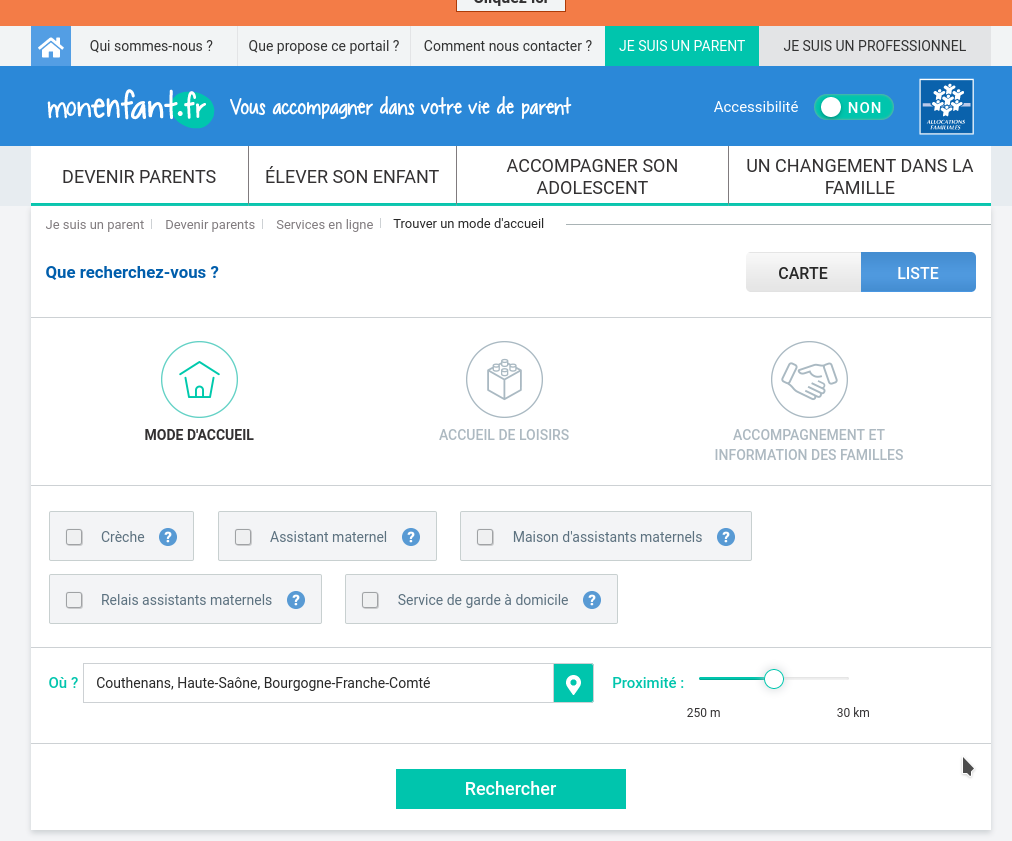 Cliquez ici
Qui sommes-nous ?
Que propose ce portail ?
Comment nous contacter ?
JE SUIS UN PARENT
JE SUIS UN PROFESSIONNEL
monenfant.fr
Vous accompagner dans votre vie de parent
Accessibilité
NON
ALLOCATIONS
FAMILIALES
DEVENIR PARENTS
ÉLEVER SON ENFANT
ACCOMPAGNER SON
ADOLESCENT
UN CHANGEMENT DANS LA
FAMILLE
Je suis un parent
Devenir parents
Services en ligne
Trouver un mode d'accueil
Que recherchez-vous ?
CARTE
LISTE
MODE D'ACCUEIL
ACCUEIL DE LOISIRS
ACCOMPAGNEMENT ET
INFORMATION DES FAMILLES
Crèche ?
Assistant maternel ?
Maison d'assistants maternels ?
Relais assistants maternels ?
Service de garde à domicile ?
Où ?
Couthenans, Haute-Saône, Bourgogne-Franche-Comté
Proximité :
250 m
30 km
Rechercher